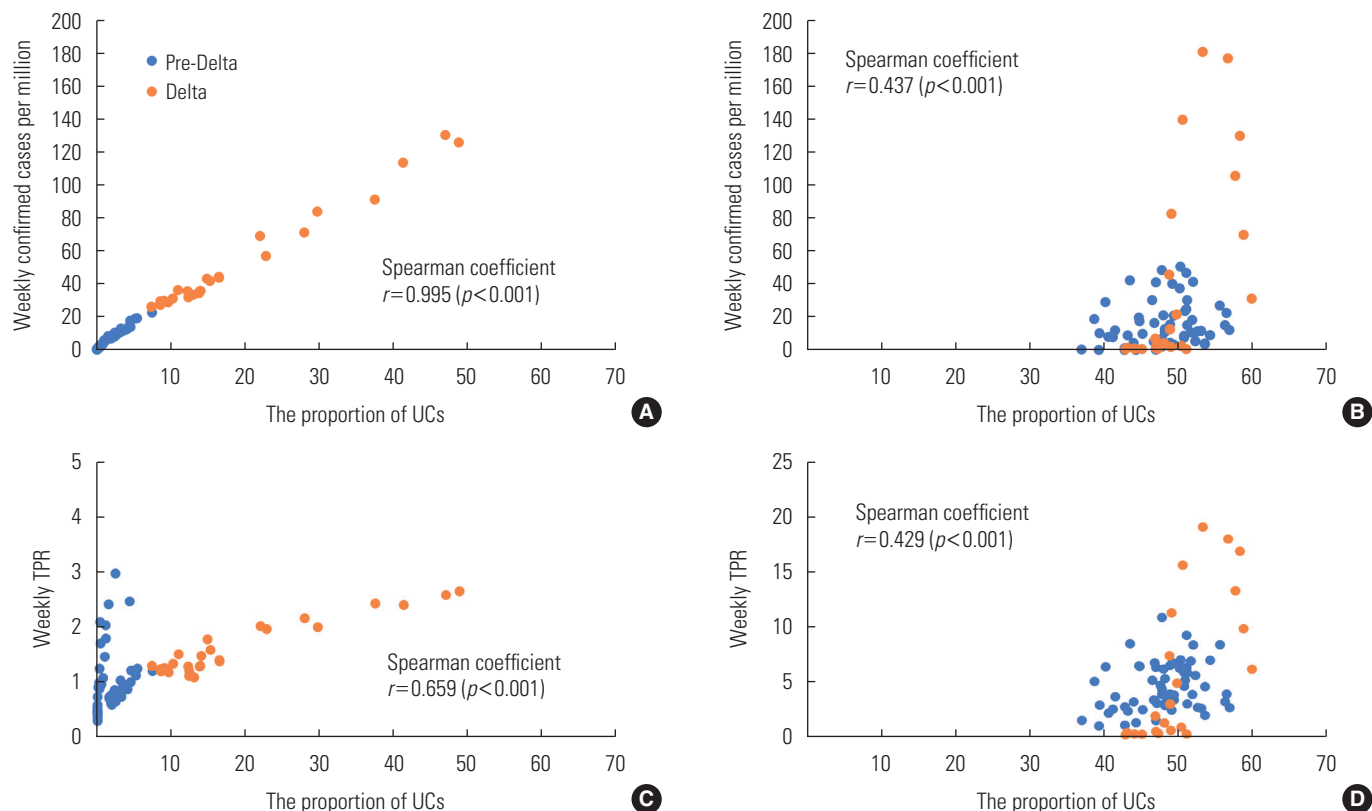 200
180
160
140
120
100
80
60
40
20
0
Weekly confirmed cases per million
Pre-Delta
Delta
Spearman coefficient
r=0.995 (p<0.001)
10 20 30 40 50 60 70
The proportion of UCs
A
200
180
160
140
120
100
80
60
40
20
0
Weekly confirmed cases per million
Spearman coefficient
r=0.437 (p<0.001)
10 20 30 40 50 60 70
The proportion of UCs
B
5
4
3
2
1
0
Weekly TPR
Spearman coefficient
r=0.659 (p<0.001)
10 20 30 40 50 60 70
The proportion of UCs
C
25
20
15
10
5
0
Weekly TPR
Spearman coefficient
r=0.429 (p<0.001)
10 20 30 40 50 60 70
The proportion of UCs
D